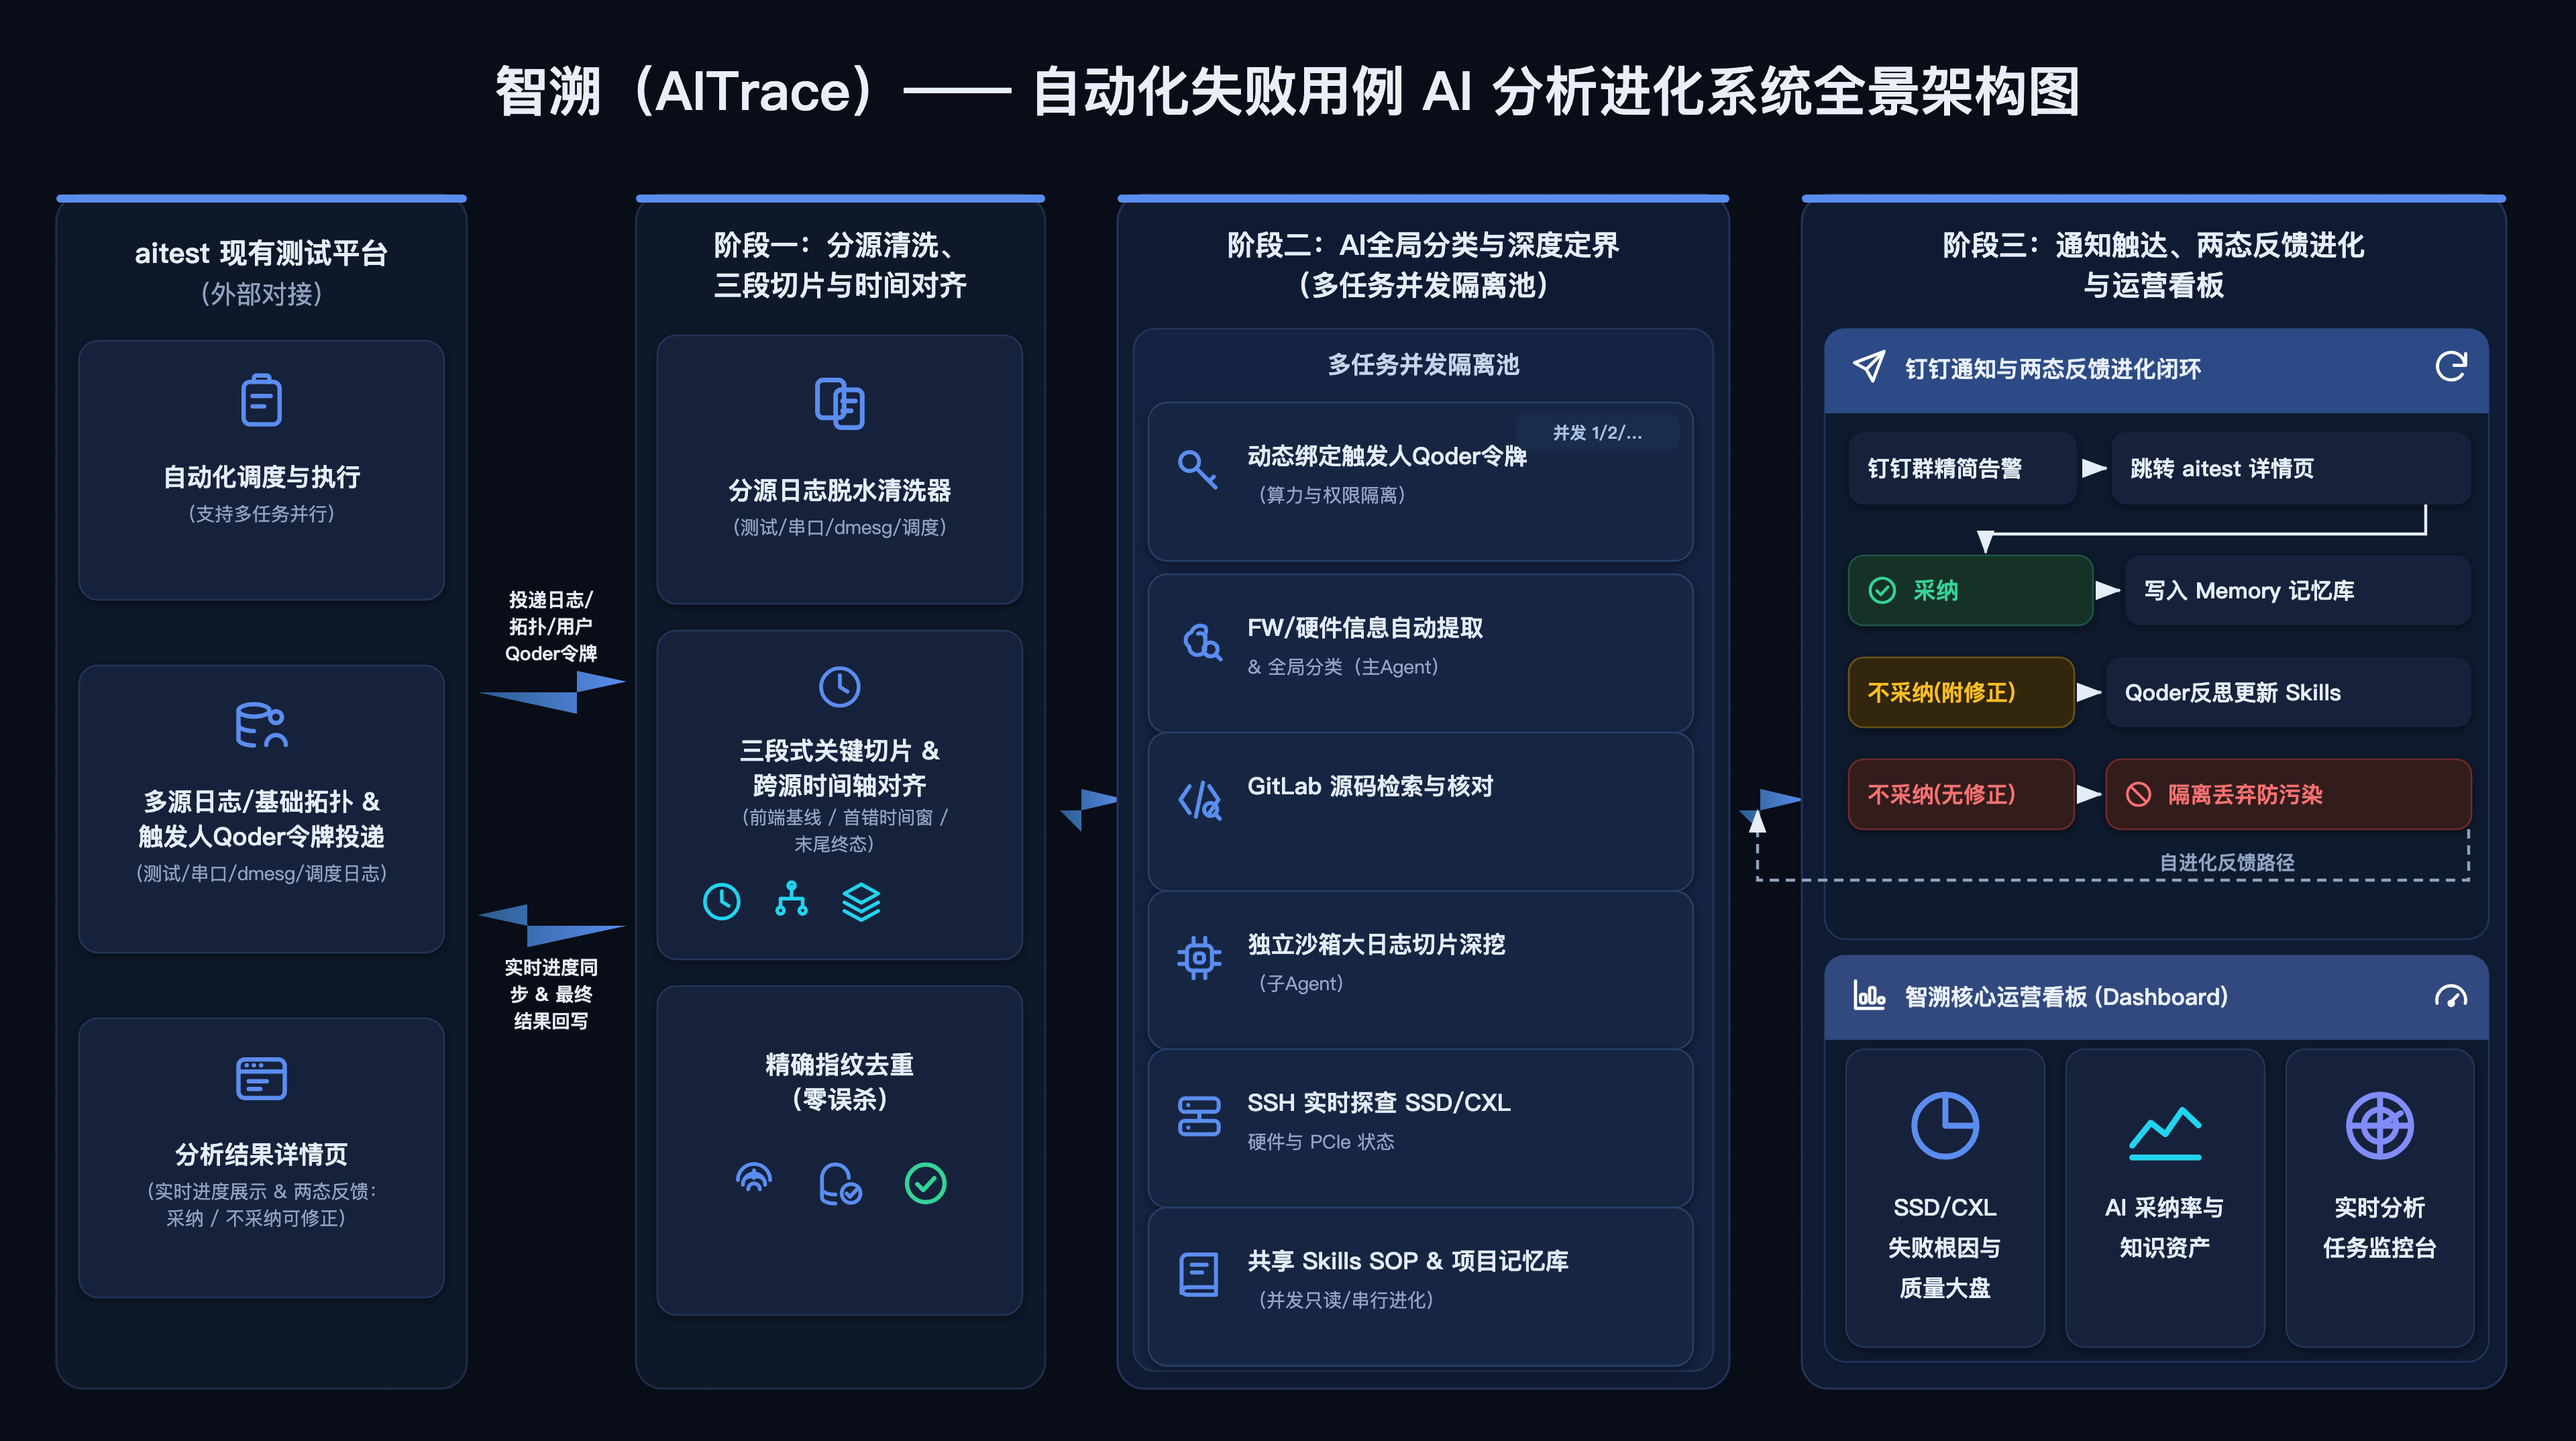 智溯（AITrace）—— 自动化失败用例 AI 分析进化系统全景架构图
aitest 现有测试平台
（外部对接）
自动化调度与执行
（支持多任务并行）
多源日志/基础拓扑 &
触发人Qoder令牌投递
（测试/串口/dmesg/调度日志）
分析结果详情页
（实时进度展示 & 两态反馈：
采纳 / 不采纳可修正）
投递日志/
拓扑/用户
Qoder令牌
实时进度同
步 & 最终
结果回写
阶段一：分源清洗、
三段切片与时间对齐
分源日志脱水清洗器
（测试/串口/dmesg/调度）
三段式关键切片 &
跨源时间轴对齐
（前端基线 / 首错时间窗 /
末尾终态）
精确指纹去重
（零误杀）
阶段二：AI全局分类与深度定界
（多任务并发隔离池）
多任务并发隔离池
并发 1/2/...
动态绑定触发人Qoder令牌
（算力与权限隔离）
FW/硬件信息自动提取
& 全局分类（主Agent）
GitLab 源码检索与核对
独立沙箱大日志切片深挖
（子Agent）
SSH 实时探查 SSD/CXL
硬件与 PCIe 状态
共享 Skills SOP & 项目记忆库
（并发只读/串行进化）
阶段三：通知触达、两态反馈进化
与运营看板
钉钉通知与两态反馈进化闭环
钉钉群精简告警
跳转 aitest 详情页
采纳
写入 Memory 记忆库
不采纳(附修正)
Qoder反思更新 Skills
不采纳(无修正)
隔离丢弃防污染
自进化反馈路径
智溯核心运营看板 (Dashboard)
SSD/CXL
失败根因与
质量大盘
AI 采纳率与
知识资产
实时分析
任务监控台